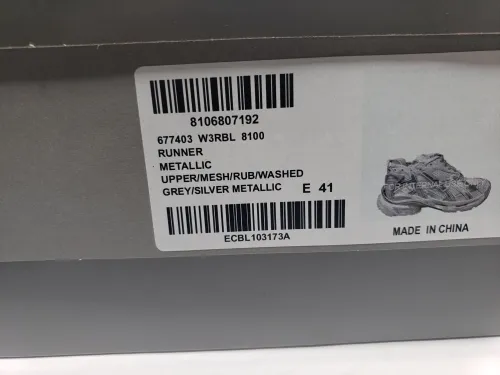 8106807192
677403 W3RBL 8100
RUNNER
METALLIC
UPPER/MESH/RUB/WASHED
GREY/SILVER METALLIC E 41
ECBL103173A
MADE IN CHINA